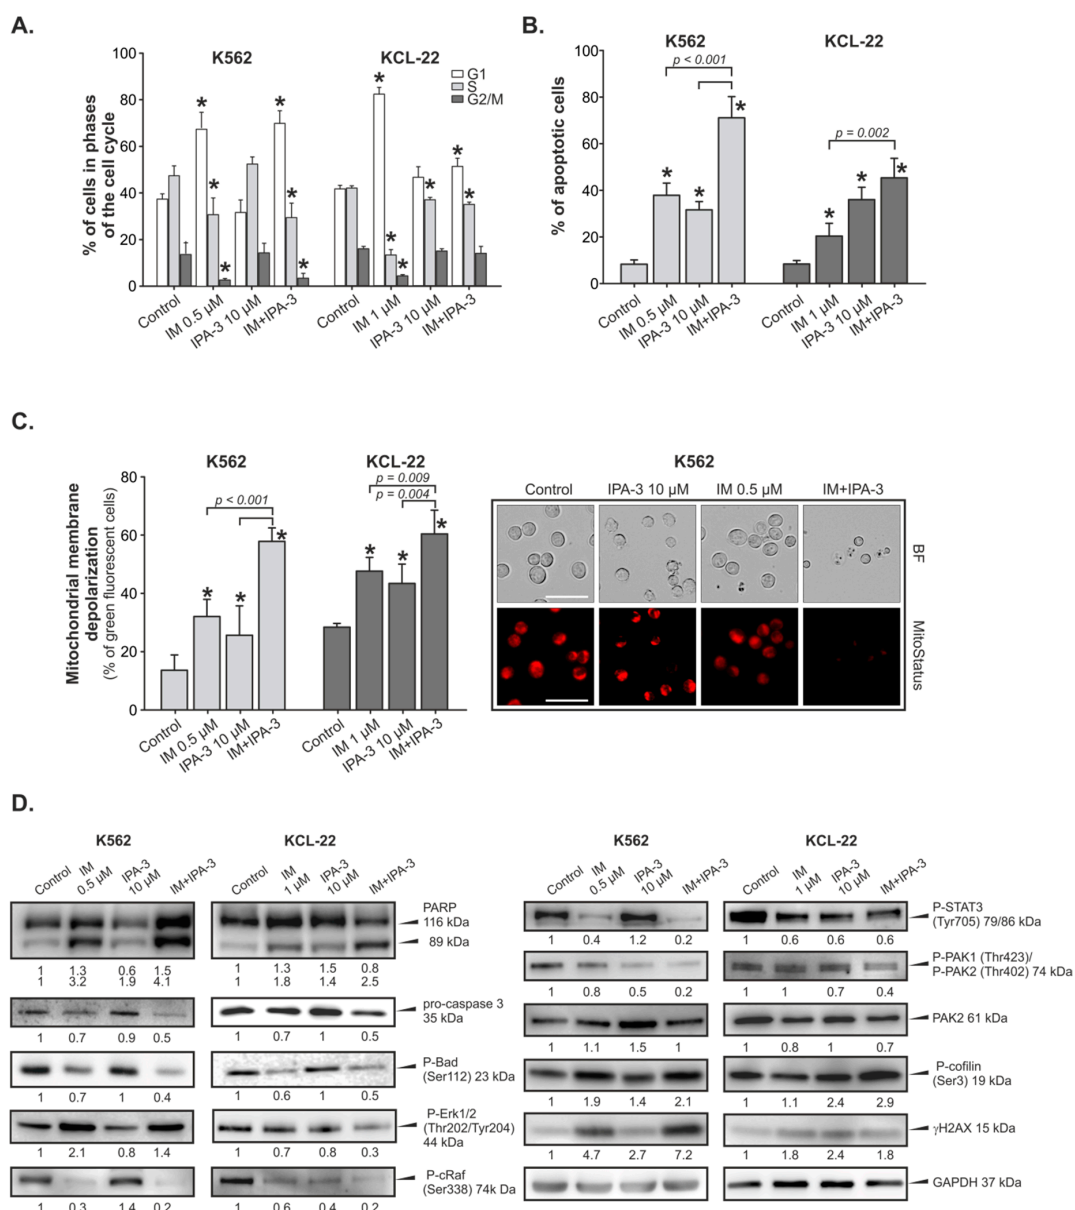 A.
K562
KCL-22
G1
S
G2/M
% of cells in phases
of the cell cycle
100
80
60
40
20
0
* * * * * *
* * * * * *
Control
IM 0.5 µM
IPA-3 10 µM
IM+IPA-3
Control
IM 1 µM
IPA-3 10 µM
IM+IPA-3
B.
K562
KCL-22
% of apoptotic cells
100
80
60
40
20
0
p < 0.001
p = 0.002
* * * * * *
Control
IM 0.5 µM
IPA-3 10 µM
IM+IPA-3
Control
IM 1 µM
IPA-3 10 µM
IM+IPA-3
C.
K562
KCL-22
Mitochondrial membrane
depolarization
(% of green fluorescent cells)
80
60
40
20
0
p < 0.001
p = 0.009
p = 0.004
* * * * * *
Control
IM 0.5 µM
IPA-3 10 µM
IM+IPA-3
Control
IM 1 µM
IPA-3 10 µM
IM+IPA-3
K562
Control IPA-3 10 µM IM 0.5 µM IM+IPA-3
BF
MitoStatus
D.
K562
KCL-22
Control
IM
0.5 µM
IPA-3
10 µM
IM+IPA-3
Control
IM
1 µM
IPA-3
10 µM
IM+IPA-3
PARP
116 kDa
89 kDa
1 1.3 0.6 1.5 1 1.3 1.5 0.8
1 3.2 1.9 4.1 1 1.8 1.4 2.5
pro-caspase 3
35 kDa
1 0.7 0.9 0.5 1 0.7 1 0.5
P-Bad
(Ser112) 23 kDa
1 0.7 1 0.4 1 0.6 1 0.5
P-Erk1/2
(Thr202/Tyr204)
44 kDa
1 2.1 0.8 1.4 1 0.7 0.8 0.3
P-cRaf
(Ser338) 74k Da
1 0.3 1.4 0.2 1 0.6 0.4 0.2
K562
KCL-22
Control
IM
0.5 µM
IPA-3
10 µM
IM+IPA-3
Control
IM
1 µM
IPA-3
10 µM
IM+IPA-3
P-STAT3
(Tyr705) 79/86 kDa
1 0.4 1.2 0.2 1 0.6 0.6 0.6
P-PAK1 (Thr423)/
P-PAK2 (Thr402) 74 kDa
1 0.8 0.5 0.2 1 1 0.7 0.4
PAK2 61 kDa
1 1.1 1.5 1 1 0.8 1 0.7
P-cofilin
(Ser3) 19 kDa
1 1.9 1.4 2.1 1 1.1 2.4 2.9
γH2AX 15 kDa
1 4.7 2.7 7.2 1 1.8 2.4 1.8
GAPDH 37 kDa